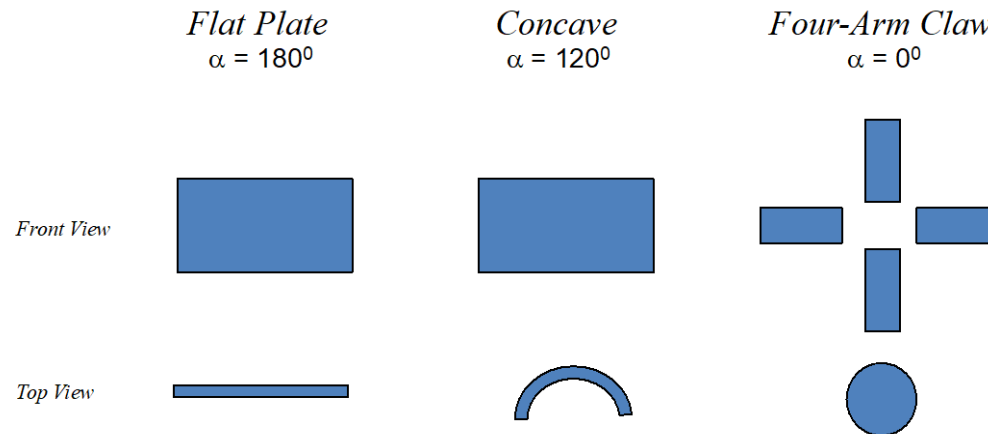 Flat Plate
α = 180⁰
Concave
α = 120⁰
Four-Arm Claw
α = 0⁰
Front View
Top View